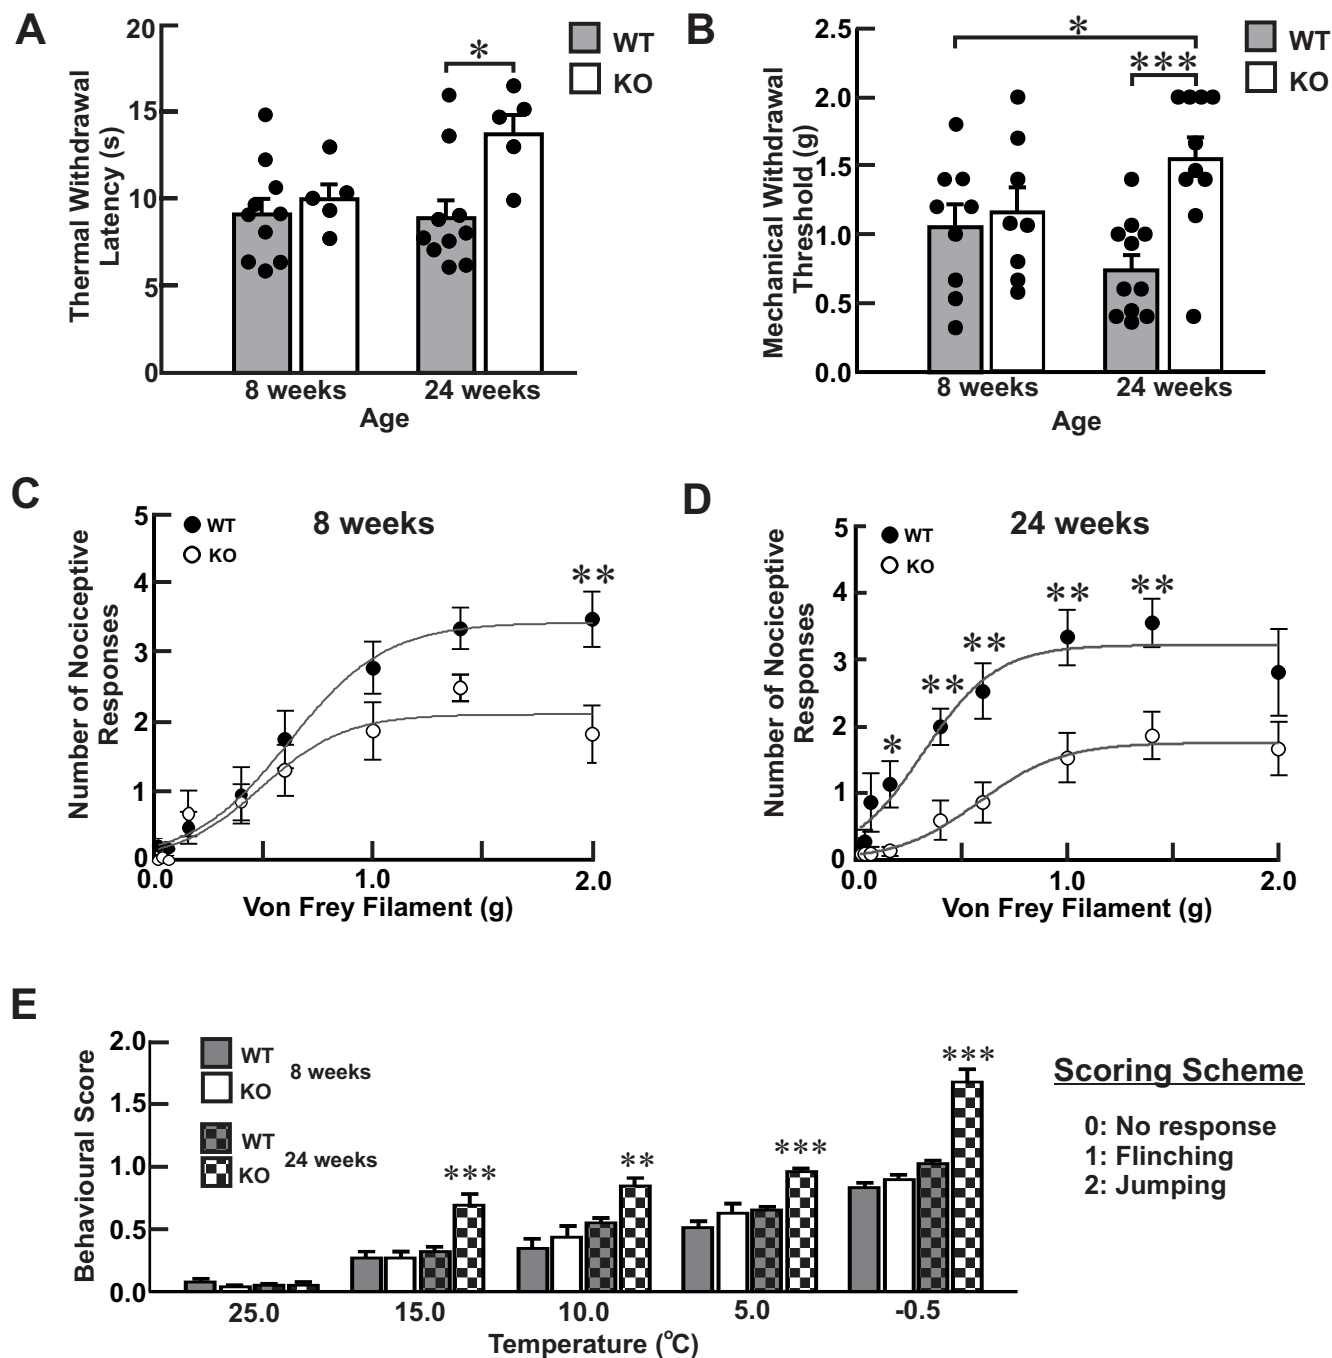 A
Thermal Withdrawal
Latency (s)
20
15
10
5
0
*
WT
KO
8 weeks
24 weeks
Age
B
Mechanical Withdrawal
Threshold (g)
2.5
2.0
1.5
1.0
0.5
0.0
*
***
WT
KO
8 weeks
24 weeks
Age
C
Number of Nociceptive
Responses
5
4
3
2
1
0
WT
KO
8 weeks
**
0.0
1.0
2.0
Von Frey Filament (g)
D
Number of Nociceptive
Responses
5
4
3
2
1
0
WT
KO
24 weeks
*
**
**
**
**
0.0
1.0
2.0
Von Frey Filament (g)
E
Behavioural Score
2.0
1.5
1.0
0.5
0.0
WT
KO
8 weeks
WT
KO
24 weeks
***
**
***
***
25.0
15.0
10.0
5.0
-0.5
Temperature (°C)
Scoring Scheme
0: No response
1: Flinching
2: Jumping